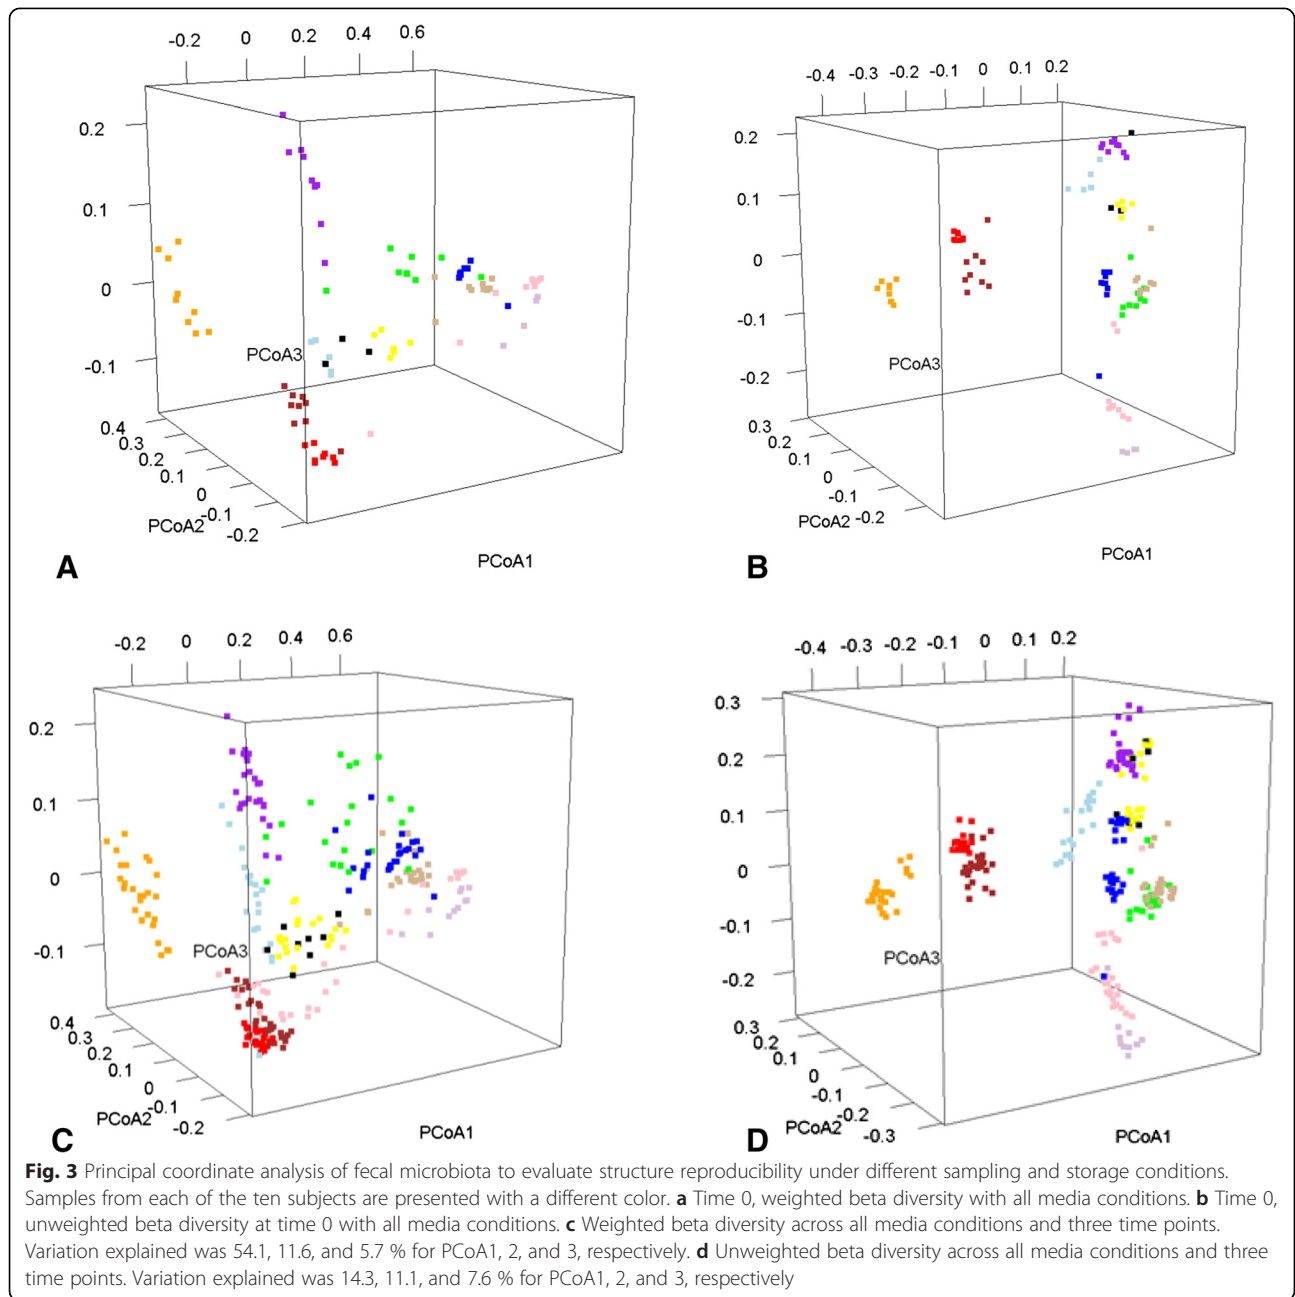 -0.2 0 0.2 0.4 0.6
0.2
0.1
0
-0.1
PCoA3
0.4
0.3
0.2
0.1
0
-0.1
-0.2
PCoA2
PCoA1
A
-0.4 -0.3 -0.2 -0.1 0 0.1 0.2
0.2
0.1
0
-0.1
-0.2
PCoA3
0.3
0.2
0.1
0
-0.1
-0.2
PCoA2
PCoA1
B
-0.2 0 0.2 0.4 0.6
0.2
0.1
0
-0.1
PCoA3
0.4
0.3
0.2
0.1
0
-0.1
-0.2
PCoA2
PCoA1
C
-0.4 -0.3 -0.2 -0.1 0 0.1 0.2
0.3
0.2
0.1
0
-0.1
-0.2
PCoA3
0.3
0.2
0.1
0
-0.1
-0.2
-0.3
PCoA2
PCoA1
D
Fig. 3 Principal coordinate analysis of fecal microbiota to evaluate structure reproducibility under different sampling and storage conditions.
Samples from each of the ten subjects are presented with a different color. a Time 0, weighted beta diversity with all media conditions. b Time 0,
unweighted beta diversity at time 0 with all media conditions. c Weighted beta diversity across all media conditions and three time points.
Variation explained was 54.1, 11.6, and 5.7 % for PCoA1, 2, and 3, respectively. d Unweighted beta diversity across all media conditions and three
time points. Variation explained was 14.3, 11.1, and 7.6 % for PCoA1, 2, and 3, respectively